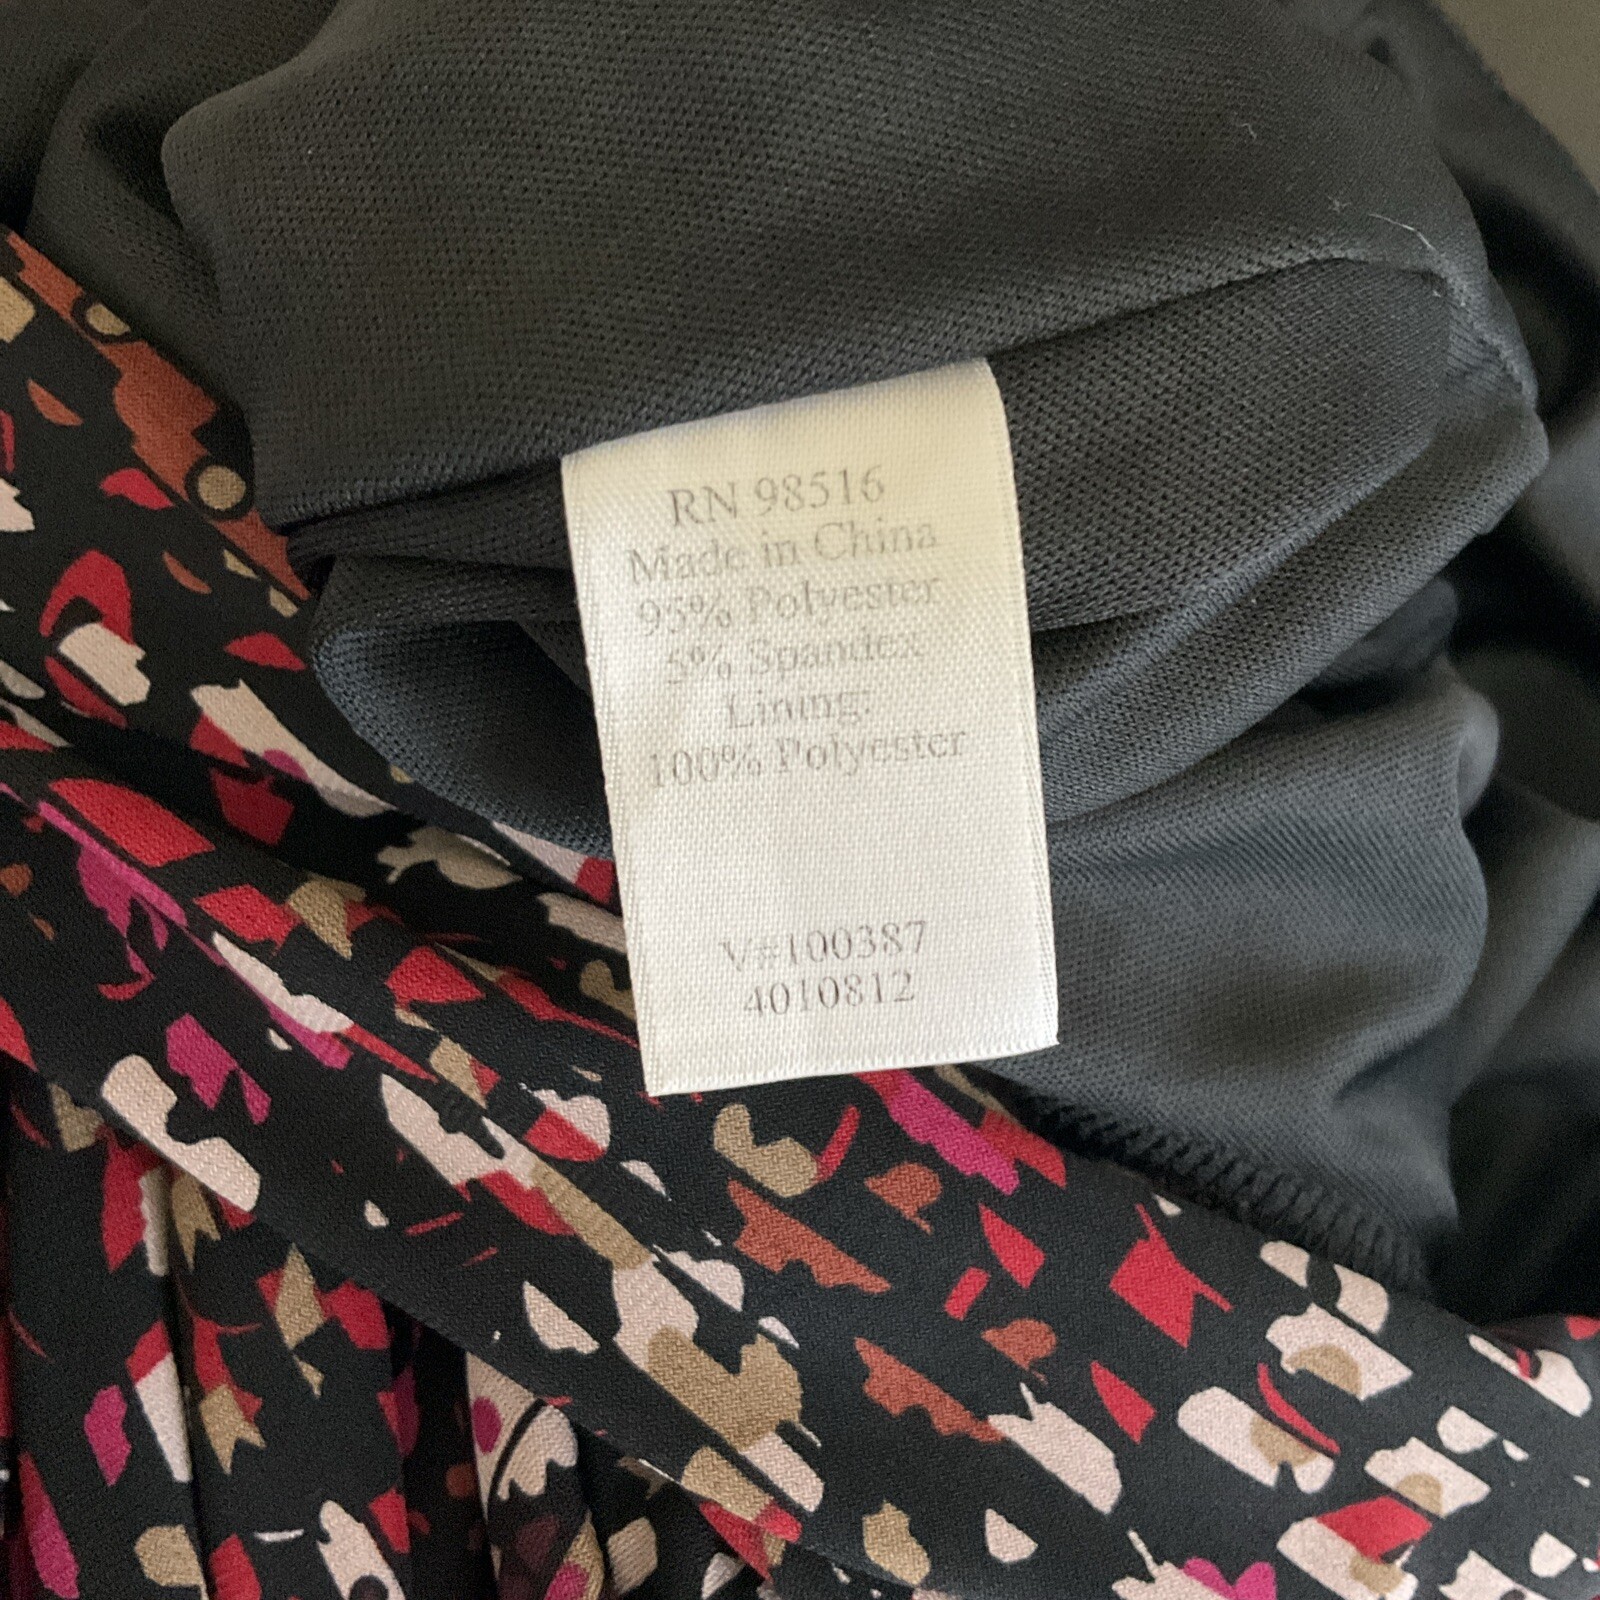 RN 98516
Made in China
95% Polyester
5% Spandex
Lining:
100% Polyester
V#100387
4010812